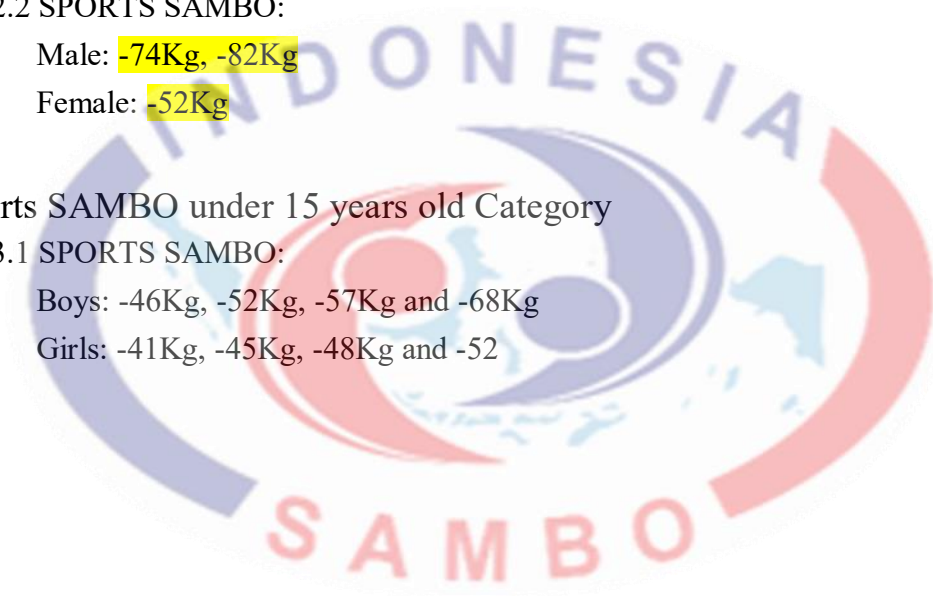 2.2 SPORTS SAMBO:
Male: -74Kg, -82Kg
Female: -52Kg
rts SAMBO under 15 years old Category
3.1 SPORTS SAMBO:
Boys: -46Kg, -52Kg, -57Kg and -68Kg
Girls: -41Kg, -45Kg, -48Kg and -52
INDONESIA
SAMBO